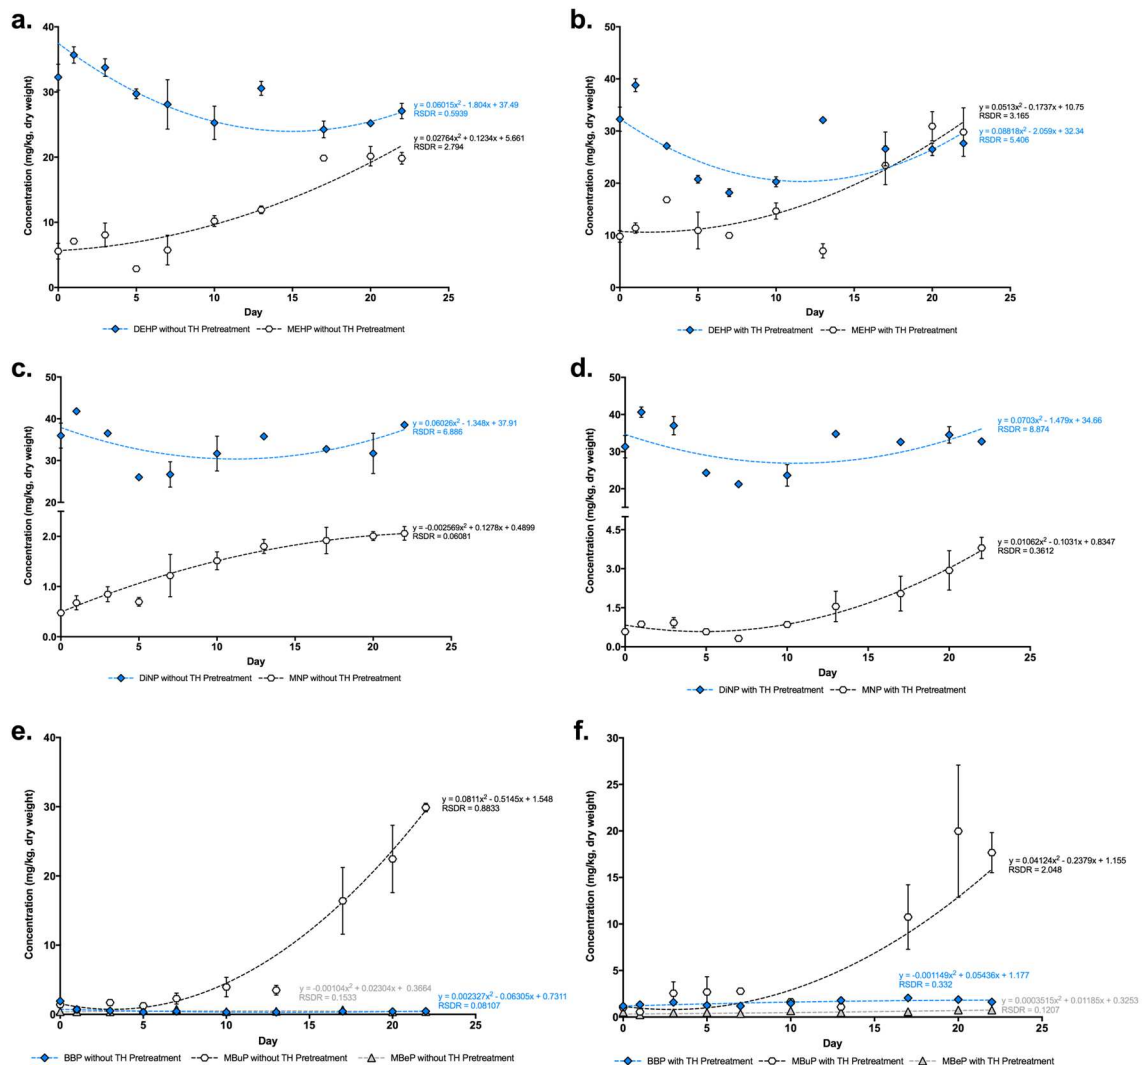 a.
Concentration (mg/kg, dry weight)
40
30
20
10
0
0
5
10
15
20
25
Day
y = 0.06015x² - 1.804x + 37.49
RSDR = 0.5939
y = 0.02764x² + 0.1234x + 5.661
RSDR = 2.794
DEHP without TH Pretreatment
MEHP without TH Pretreatment
b.
Concentration (mg/kg, dry weight)
50
40
30
20
10
0
0
5
10
15
20
25
Day
y = 0.0513x² - 0.1737x + 10.75
RSDR = 3.165
y = 0.08818x² - 2.059x + 32.34
RSDR = 5.406
DEHP with TH Pretreatment
MEHP with TH Pretreatment
c.
Concentration (mg/kg, dry weight)
50
40
30
20
2.0
1.0
0.0
0
5
10
15
20
25
Day
y = 0.06026x² - 1.348x + 37.91
RSDR = 6.886
y = -0.002569x² + 0.1278x + 0.4899
RSDR = 0.06081
DiNP without TH Pretreatment
MNP without TH Pretreatment
d.
Concentration (mg/kg, dry weight)
50
40
30
20
4.5
3.0
1.5
0.0
0
5
10
15
20
25
Day
y = 0.0703x² - 1.479x + 34.66
RSDR = 8.874
y = 0.01062x² - 0.1031x + 0.8347
RSDR = 0.3612
DiNP with TH Pretreatment
MNP with TH Pretreatment
e.
Concentration (mg/kg, dry weight)
40
30
20
10
0
0
5
10
15
20
25
Day
y = 0.0811x² - 0.5145x + 1.548
RSDR = 0.8833
y = -0.00104x² + 0.02304x + 0.3664
RSDR = 0.1533
y = 0.002327x² - 0.06305x + 0.7311
RSDR = 0.08107
BBP without TH Pretreatment
MBuP without TH Pretreatment
MBeP without TH Pretreatment
f.
Concentration (mg/kg, dry weight)
30
25
20
15
10
5
0
0
5
10
15
20
25
Day
y = 0.04124x² - 0.2379x + 1.155
RSDR = 2.048
y = -0.001149x² + 0.05436x + 1.177
RSDR = 0.332
y = 0.0003515x² + 0.01185x + 0.3253
RSDR = 0.1207
BBP with TH Pretreatment
MBuP with TH Pretreatment
MBeP with TH Pretreatment